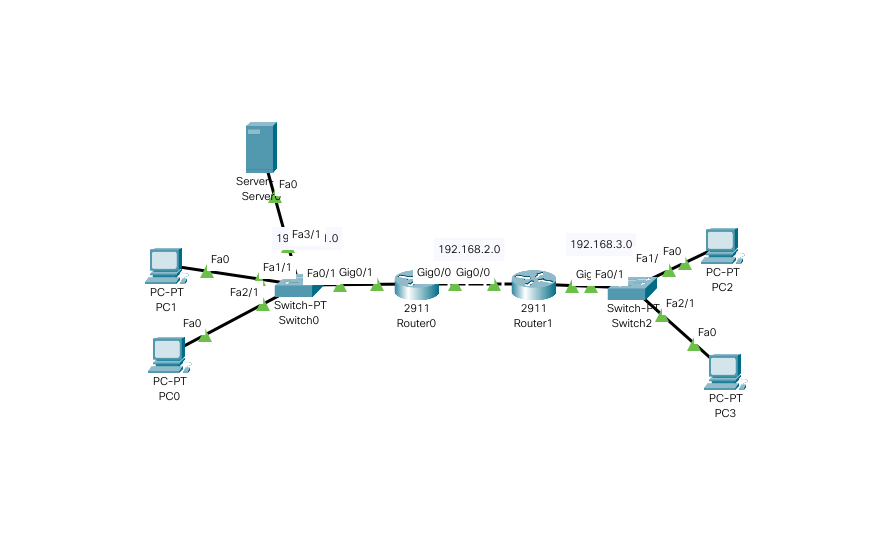 Fa0
Server-
Server
Fa3/1
19
1.0
192.168.2.0
192.168.3.0
Fa0
Fa1/1
Fa0/1
Gig0/1
Gig0/0
Gig0/0
Gig
Fa0/1
Fa1/
Fa0
PC-PT
PC1
Fa2/1
Switch-PT
Switch0
2911
Router0
2911
Router1
Switch-PT
Switch2
PC-PT
PC2
Fa2/1
Fa0
Fa0
PC-PT
PC0
PC-PT
PC3